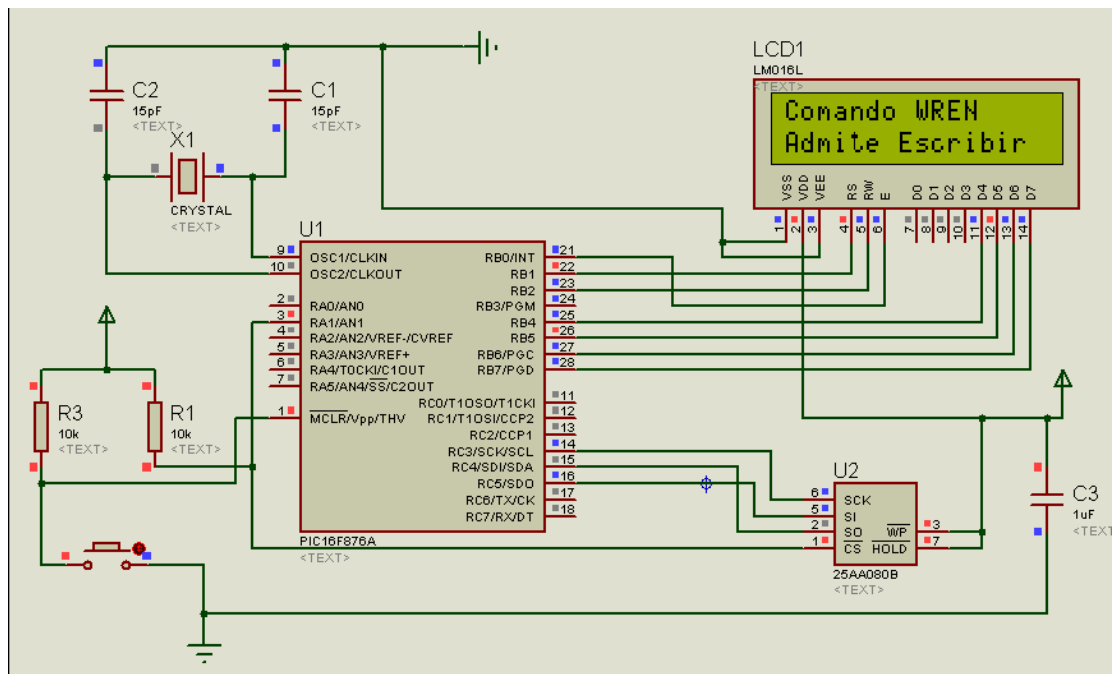 C2
15pF
<TEXT>
C1
15pF
<TEXT>
X1
CRYSTAL
<TEXT>
LCD1
LM016L
<TEXT>
Comando WREN
Admite Escribir
VSS
VDD
VEE
RS
RW
E
D0
D1
D2
D3
D4
D5
D6
D7
1
2
3
4
5
6
7
8
9
10
11
12
13
14
U1
9 OSC1/CLKIN
10 OSC2/CLKOUT
2 RA0/AN0
3 RA1/AN1
4 RA2/AN2/VREF-/CVREF
5 RA3/AN3/VREF+
6 RA4/T0CKI/C1OUT
7 RA5/AN4/SS/C2OUT
1 MCLR/Vpp/THV
RB0/INT 21
RB1 22
RB2 23
RB3/PGM 24
RB4 25
RB5 26
RB6/PGC 27
RB7/PGD 28
RC0/T1OSO/T1CKI 11
RC1/T1OSI/CCP2 12
RC2/CCP1 13
RC3/SCK/SCL 14
RC4/SDI/SDA 15
RC5/SDO 16
RC6/TX/CK 17
RC7/RX/DT 18
PIC16F876A
<TEXT>
R3
10k
<TEXT>
R1
10k
<TEXT>
U2
6 SCK
5 SI
2 SO
1 CS
WP 3
HOLD 7
25AA080B
<TEXT>
C3
1uF
<TEXT